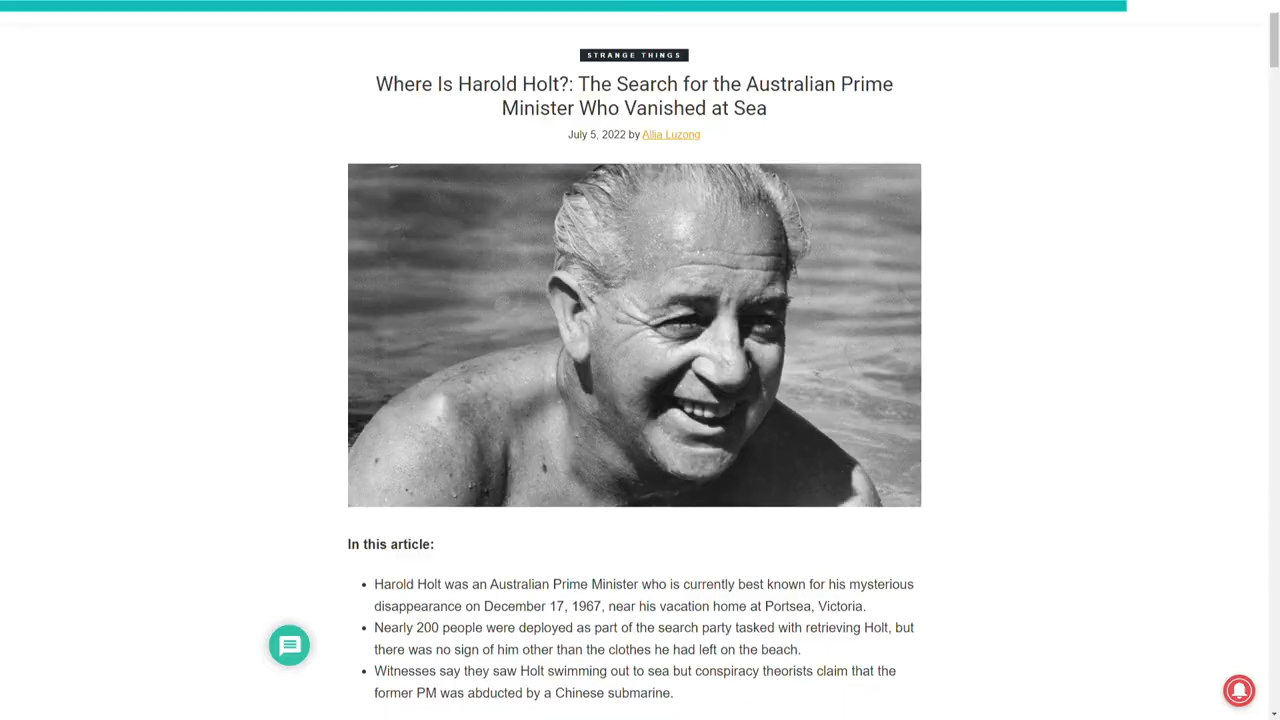 STRANGE THINGS
Where Is Harold Holt?: The Search for the Australian Prime
Minister Who Vanished at Sea
July 5, 2022 by Allia Luzong
In this article:
• Harold Holt was an Australian Prime Minister who is currently best known for his mysterious
disappearance on December 17, 1967, near his vacation home at Portsea, Victoria.
• Nearly 200 people were deployed as part of the search party tasked with retrieving Holt, but
there was no sign of him other than the clothes he had left on the beach.
• Witnesses say they saw Holt swimming out to sea but conspiracy theorists claim that the
former PM was abducted by a Chinese submarine.